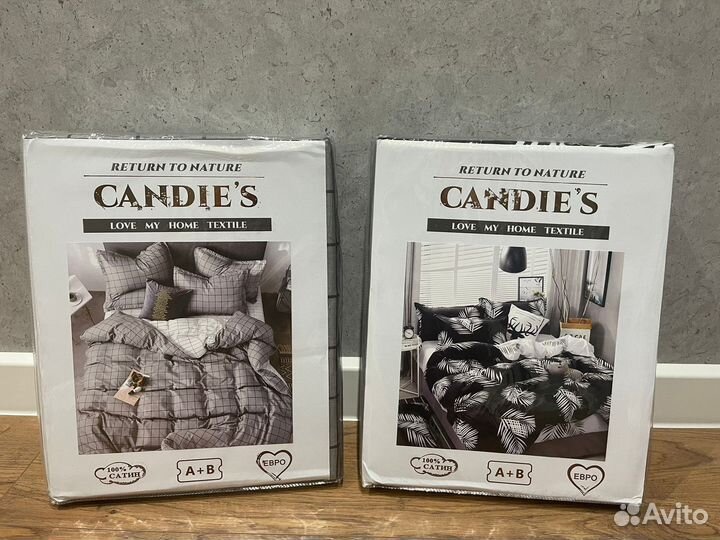 RETURN TO NATURE
CANDIE'S
LOVE MY HOME TEXTILE
100%
САТИН
A+B
ЕВРО
RETURN TO NATURE
CANDIE'S
LOVE MY HOME TEXTILE
100%
САТИН
A+B
ЕВРО
Avito